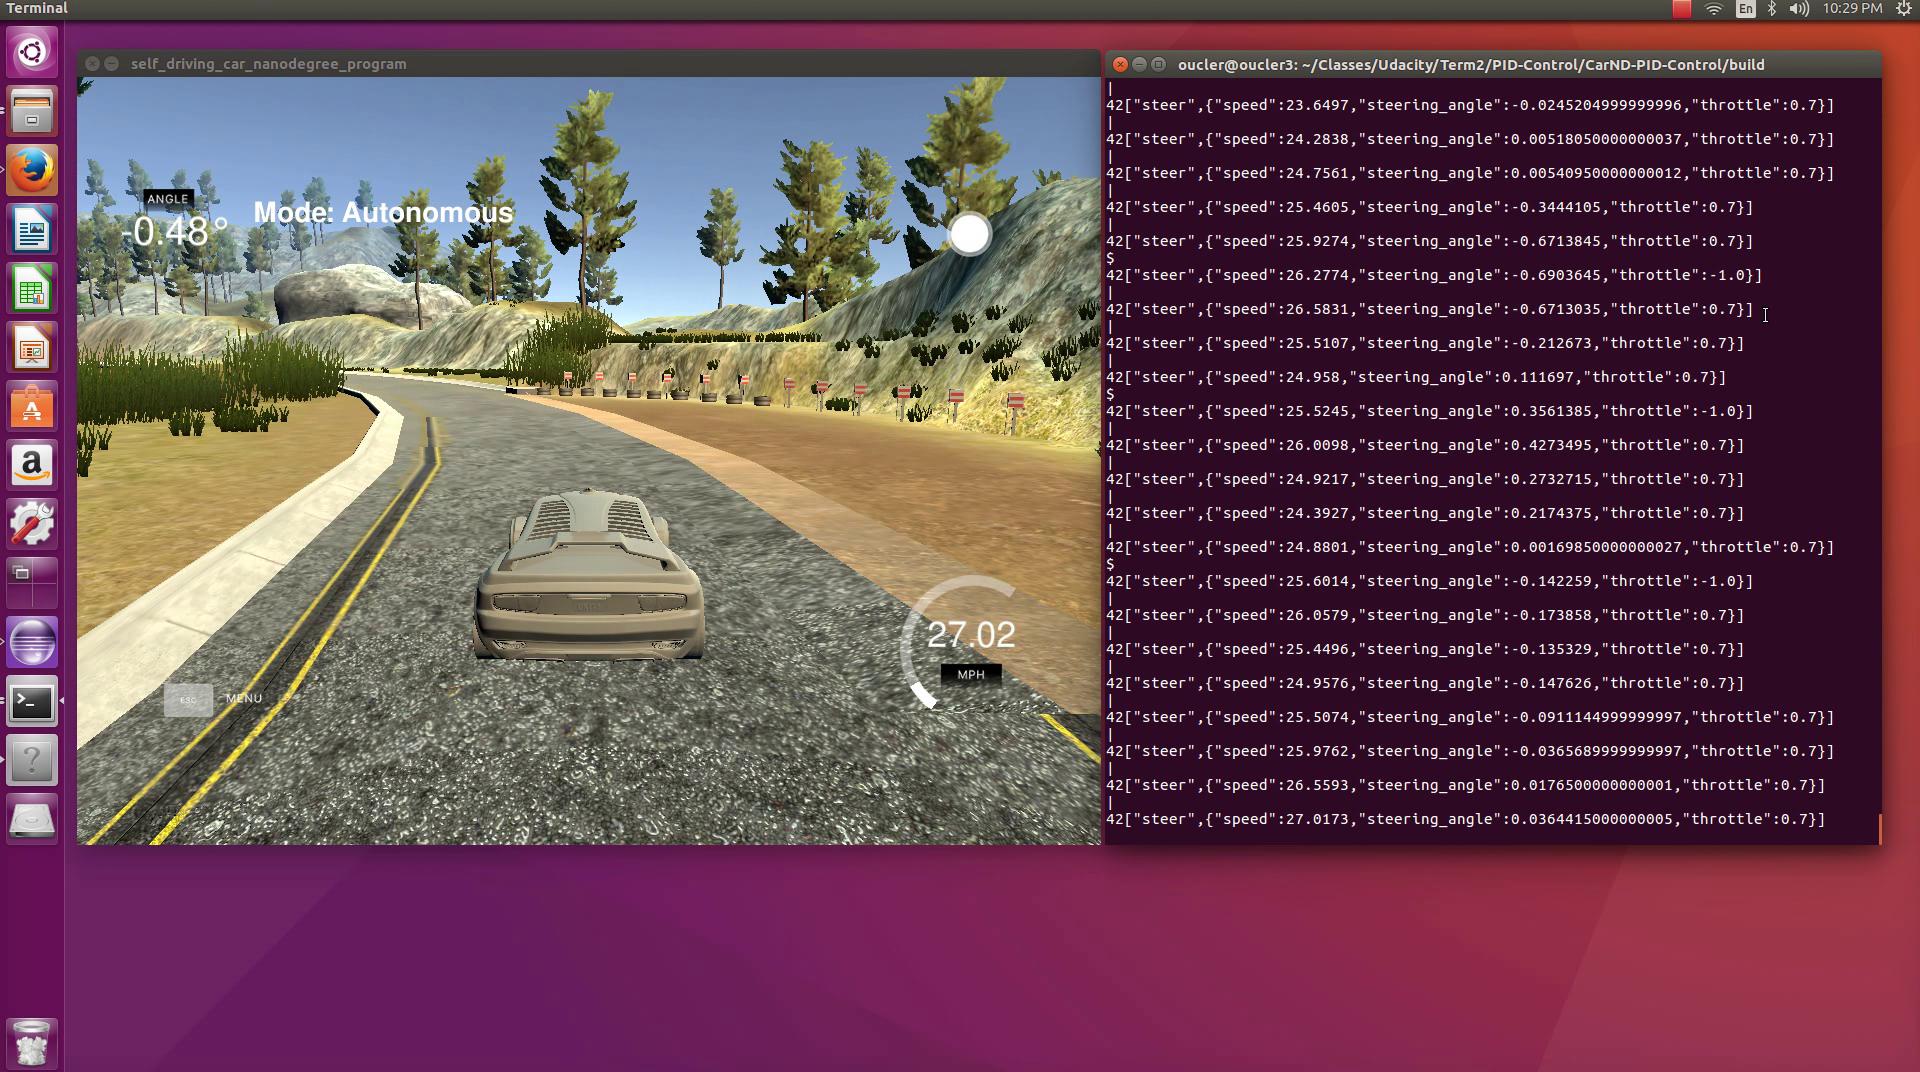 Terminal
En
10:29 PM
self_driving_car_nanodegree_program
ANGLE
-0.48°
Mode: Autonomous
27.02
MPH
ESC
MENU
oucler@oucler3: ~/Classes/Udacity/Term2/PID-Control/CarND-PID-Control/build
|
42["steer",{"speed":23.6497,"steering_angle":-0.0245204999999996,"throttle":0.7}]
|
42["steer",{"speed":24.2838,"steering_angle":0.00518050000000037,"throttle":0.7}]
|
42["steer",{"speed":24.7561,"steering_angle":0.00540950000000012,"throttle":0.7}]
|
42["steer",{"speed":25.4605,"steering_angle":-0.3444105,"throttle":0.7}]
|
42["steer",{"speed":25.9274,"steering_angle":-0.6713845,"throttle":0.7}]
$
42["steer",{"speed":26.2774,"steering_angle":-0.6903645,"throttle":-1.0}]
|
42["steer",{"speed":26.5831,"steering_angle":-0.6713035,"throttle":0.7}]
|
42["steer",{"speed":25.5107,"steering_angle":-0.212673,"throttle":0.7}]
|
42["steer",{"speed":24.958,"steering_angle":0.111697,"throttle":0.7}]
$
42["steer",{"speed":25.5245,"steering_angle":0.3561385,"throttle":-1.0}]
|
42["steer",{"speed":26.0098,"steering_angle":0.4273495,"throttle":0.7}]
|
42["steer",{"speed":24.9217,"steering_angle":0.2732715,"throttle":0.7}]
|
42["steer",{"speed":24.3927,"steering_angle":0.2174375,"throttle":0.7}]
|
42["steer",{"speed":24.8801,"steering_angle":0.00169850000000027,"throttle":0.7}]
$
42["steer",{"speed":25.6014,"steering_angle":-0.142259,"throttle":-1.0}]
|
42["steer",{"speed":26.0579,"steering_angle":-0.173858,"throttle":0.7}]
|
42["steer",{"speed":25.4496,"steering_angle":-0.135329,"throttle":0.7}]
|
42["steer",{"speed":24.9576,"steering_angle":-0.147626,"throttle":0.7}]
|
42["steer",{"speed":25.5074,"steering_angle":-0.0911144999999997,"throttle":0.7}]
|
42["steer",{"speed":25.9762,"steering_angle":-0.0365689999999997,"throttle":0.7}]
|
42["steer",{"speed":26.5593,"steering_angle":0.0176500000000001,"throttle":0.7}]
|
42["steer",{"speed":27.0173,"steering_angle":0.0364415000000005,"throttle":0.7}]